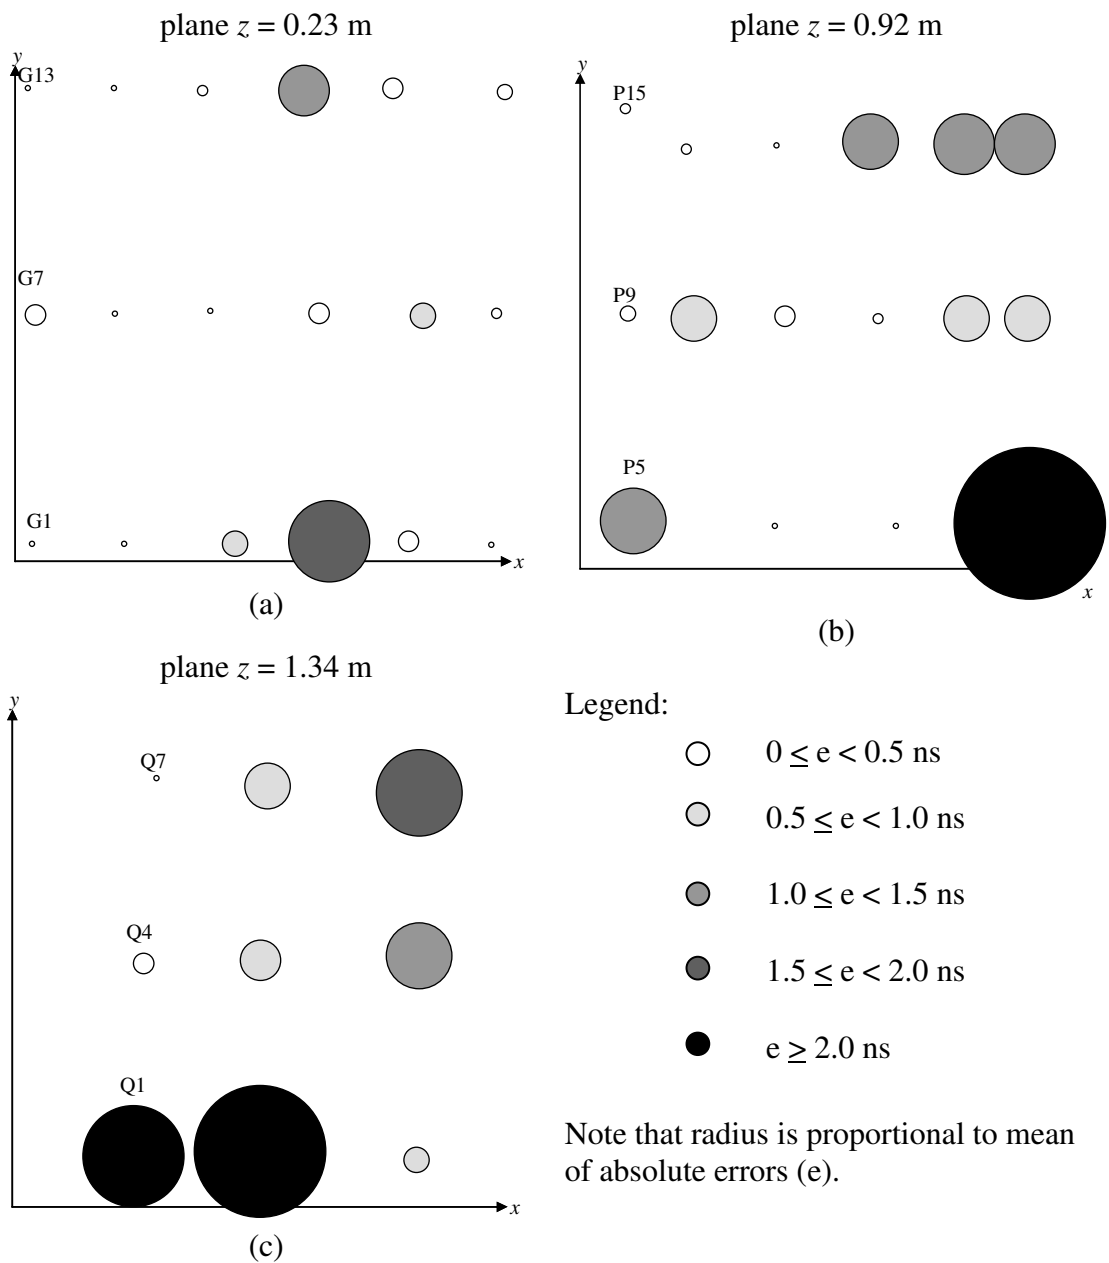 plane z = 0.23 m
y
G13
G7
G1
x
(a)
plane z = 0.92 m
y
P15
P9
P5
x
(b)
plane z = 1.34 m
y
Q7
Q4
Q1
x
(c)
Legend:
0 ≤ e < 0.5 ns
0.5 ≤ e < 1.0 ns
1.0 ≤ e < 1.5 ns
1.5 ≤ e < 2.0 ns
e ≥ 2.0 ns
Note that radius is proportional to mean
of absolute errors (e).